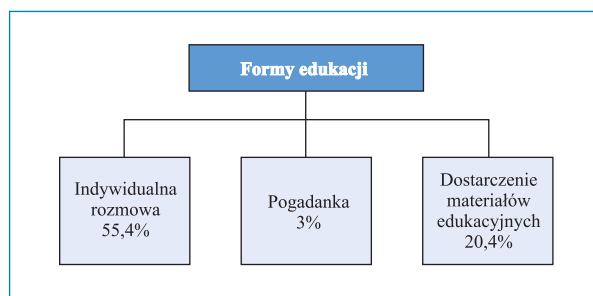 Formy edukacji
Indywidualna
rozmowa
55,4%
Pogadanka
3%
Dostarczenie
materiałów
edukacyjnych
20,4%